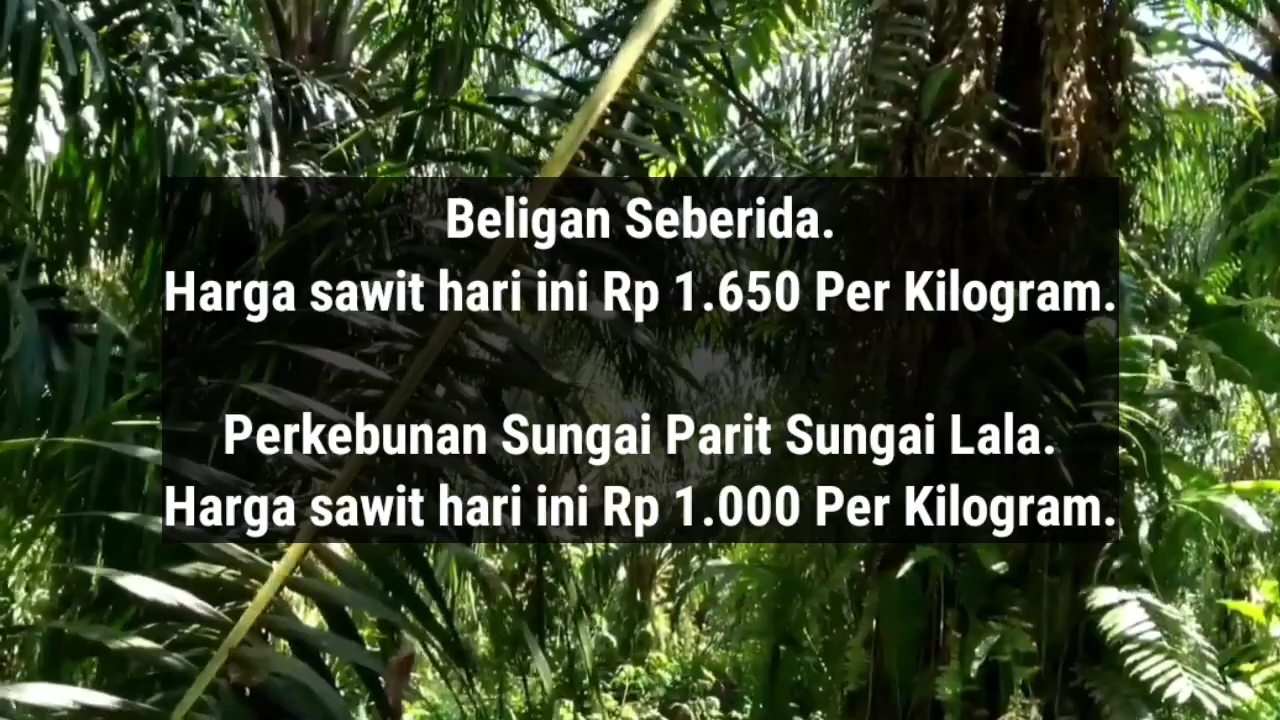 Beligan Seberida.
Harga sawit hari ini Rp 1.650 Per Kilogram.
Perkebunan Sungai Parit Sungai Lala.
Harga sawit hari ini Rp 1.000 Per Kilogram.